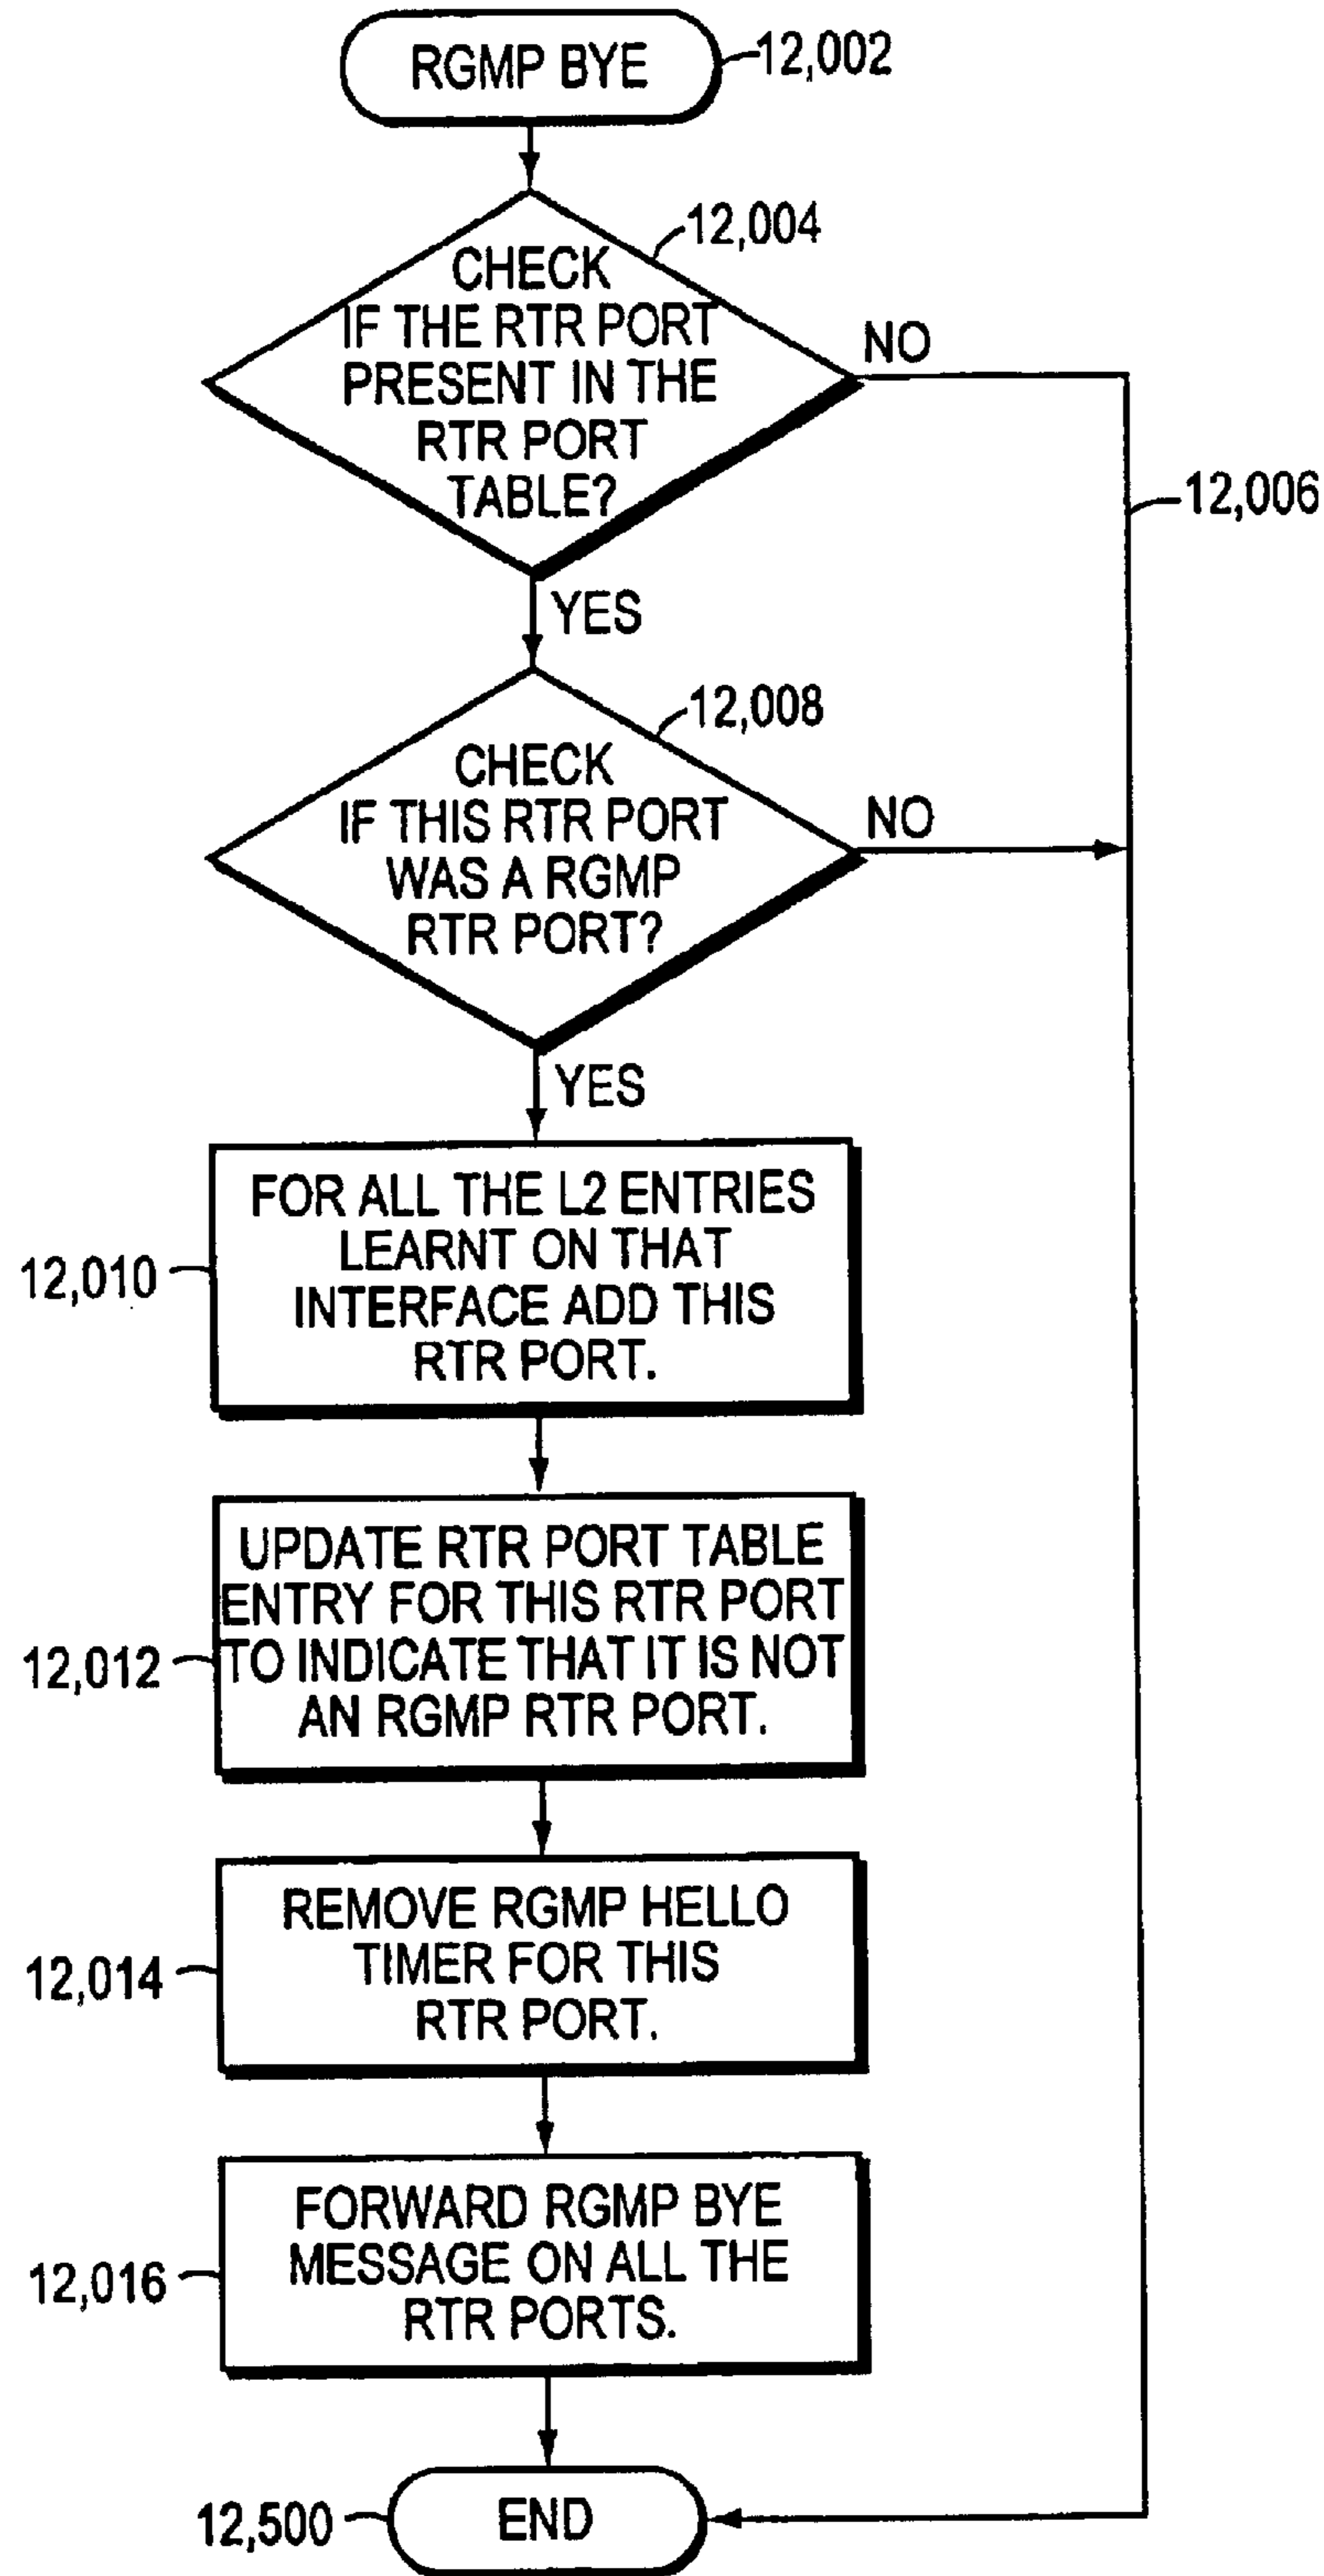 RGMP BYE
12,002
12,004
CHECK
IF THE RTR PORT
PRESENT IN THE
RTR PORT
TABLE?
NO
12,006
YES
12,008
CHECK
IF THIS RTR PORT
WAS A RGMP
RTR PORT?
NO
YES
12,010
FOR ALL THE L2 ENTRIES
LEARNT ON THAT
INTERFACE ADD THIS
RTR PORT.
12,012
UPDATE RTR PORT TABLE
ENTRY FOR THIS RTR PORT
TO INDICATE THAT IT IS NOT
AN RGMP RTR PORT.
12,014
REMOVE RGMP HELLO
TIMER FOR THIS
RTR PORT.
12,016
FORWARD RGMP BYE
MESSAGE ON ALL THE
RTR PORTS.
12,500
END